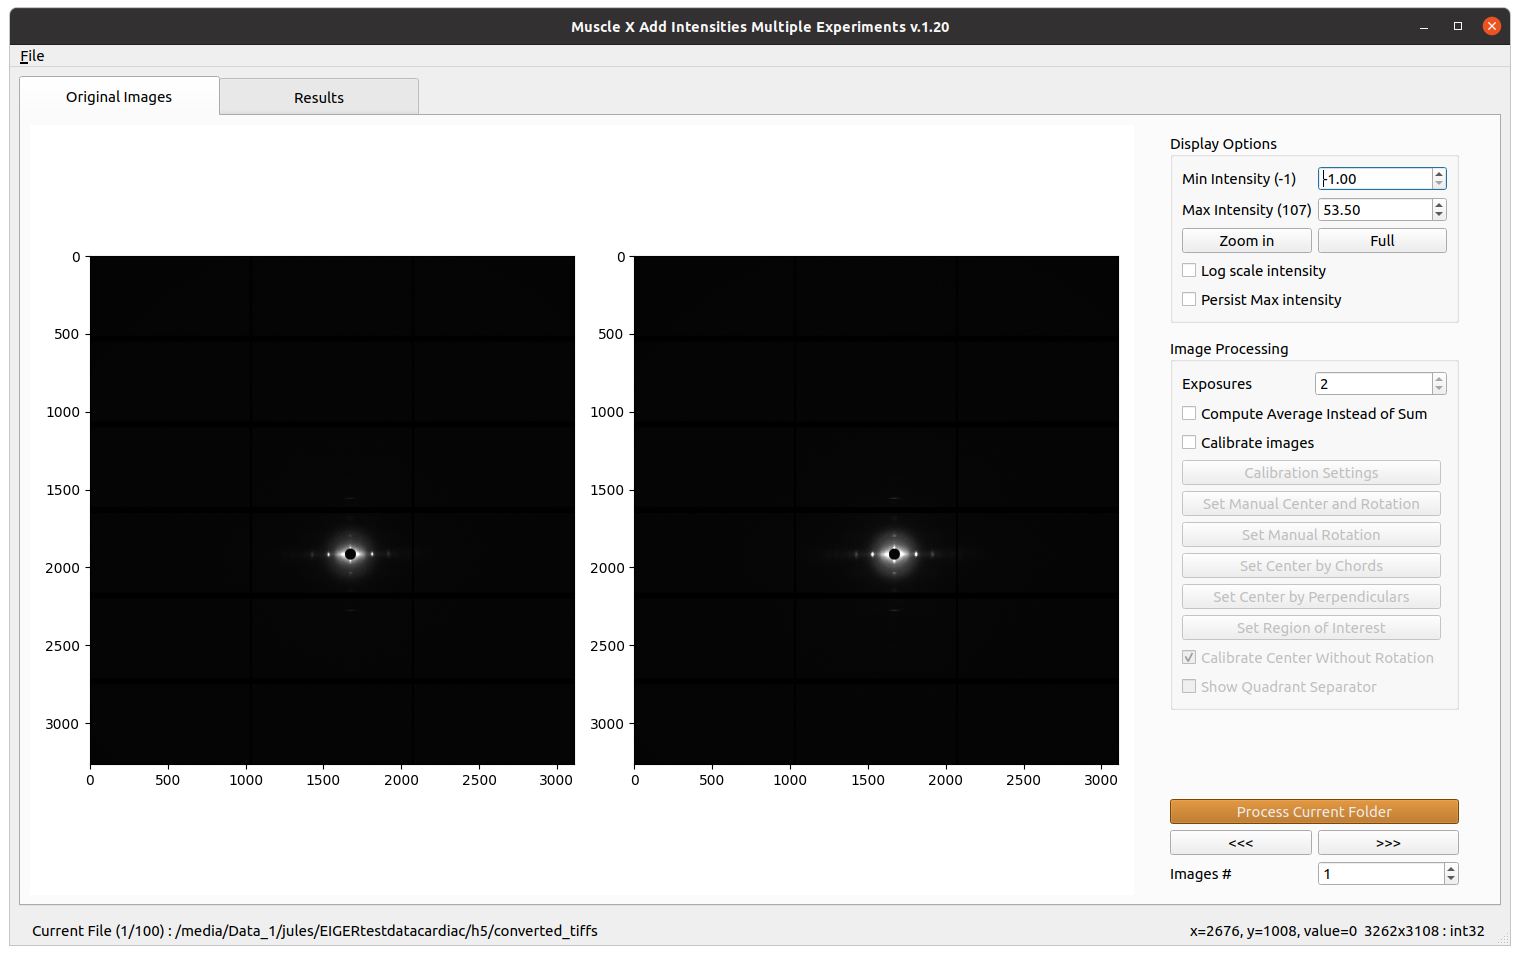 Muscle X Add Intensities Multiple Experiments v.1.20
File
Original Images
Results
Display Options
Min Intensity (-1) -1.00
Max Intensity (107) 53.50
Zoom in Full
Log scale intensity
Persist Max intensity
Image Processing
Exposures 2
Compute Average Instead of Sum
Calibrate images
Calibration Settings
Set Manual Center and Rotation
Set Manual Rotation
Set Center by Chords
Set Center by Perpendiculars
Set Region of Interest
Calibrate Center Without Rotation
Show Quadrant Separator
0
500
1000
1500
2000
2500
3000
0 500 1000 1500 2000 2500 3000
0
500
1000
1500
2000
2500
3000
0 500 1000 1500 2000 2500 3000
Process Current Folder
<<< >>>
Images # 1
Current File (1/100) : /media/Data_1/jules/EIGERtestdatacardiac/h5/converted_tiffs
x=2676, y=1008, value=0 3262x3108 : int32